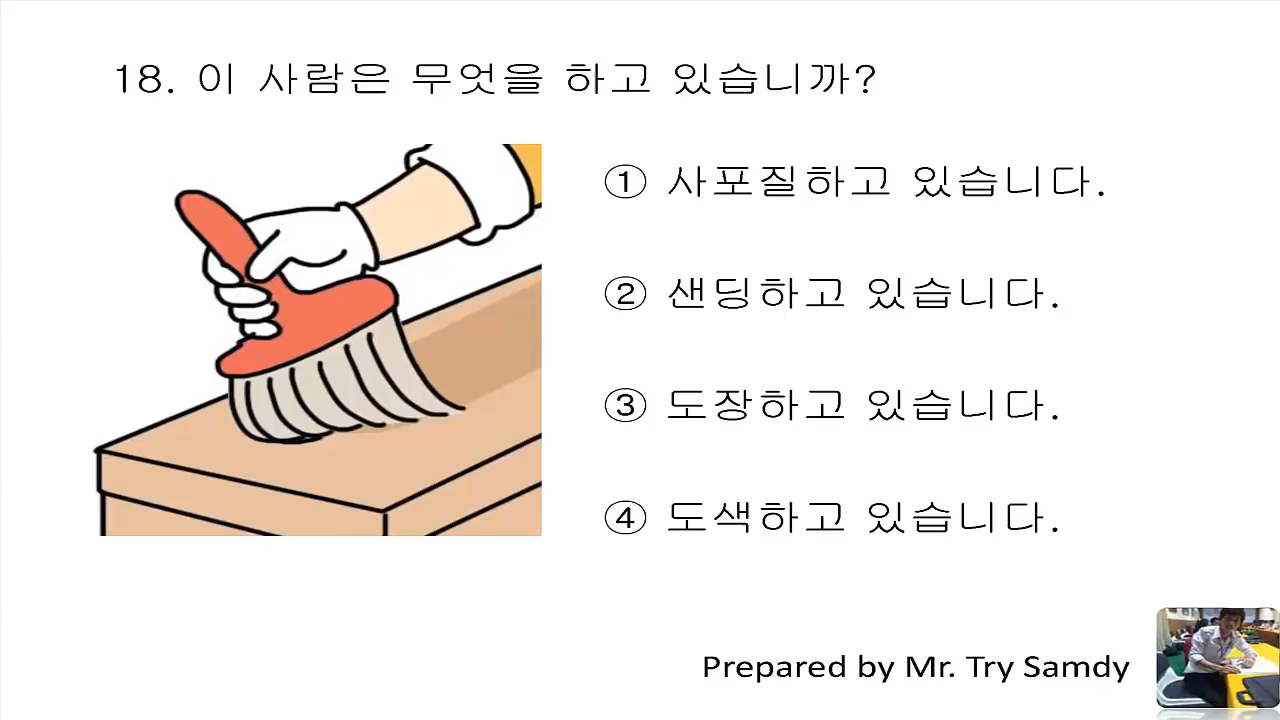 18. 이 사람은 무엇을 하고 있습니까?
① 사포질하고 있습니다.
② 샌딩하고 있습니다.
③ 도장하고 있습니다.
④ 도색하고 있습니다.
Prepared by Mr. Try Samdy